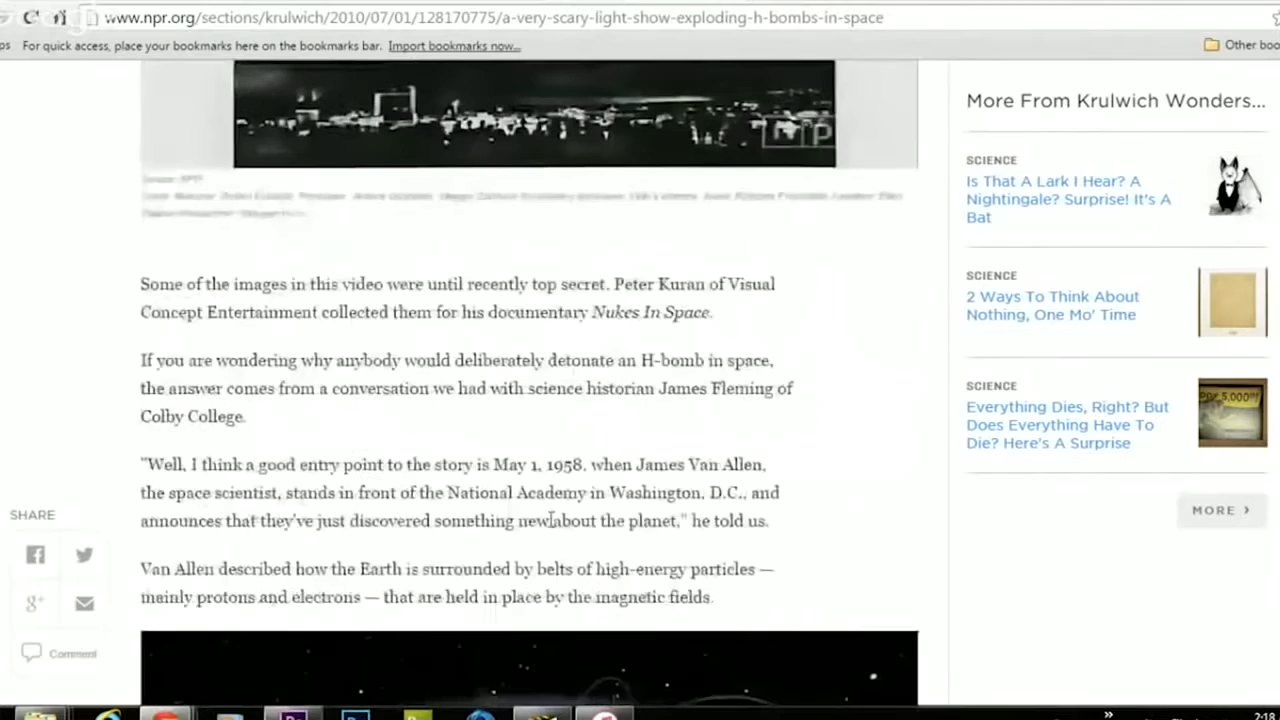 www.npr.org/sections/krulwich/2010/07/01/128170775/a-very-scary-light-show-exploding-h-bombs-in-space
ps For quick access, place your bookmarks here on the bookmarks bar. Import bookmarks now...
Other boo
Some of the images in this video were until recently top secret. Peter Kuran of Visual
Concept Entertainment collected them for his documentary Nukes In Space.
If you are wondering why anybody would deliberately detonate an H-bomb in space,
the answer comes from a conversation we had with science historian James Fleming of
Colby College.
"Well, I think a good entry point to the story is May 1, 1958, when James Van Allen,
the space scientist, stands in front of the National Academy in Washington, D.C., and
announces that they've just discovered something new about the planet," he told us.
Van Allen described how the Earth is surrounded by belts of high-energy particles —
mainly protons and electrons — that are held in place by the magnetic fields.
SHARE
g+
Comment
More From Krulwich Wonders...
SCIENCE
Is That A Lark I Hear? A
Nightingale? Surprise! It's A
Bat
SCIENCE
2 Ways To Think About
Nothing, One Mo' Time
SCIENCE
Everything Dies, Right? But
Does Everything Have To
Die? Here's A Surprise
MORE ›
2:18